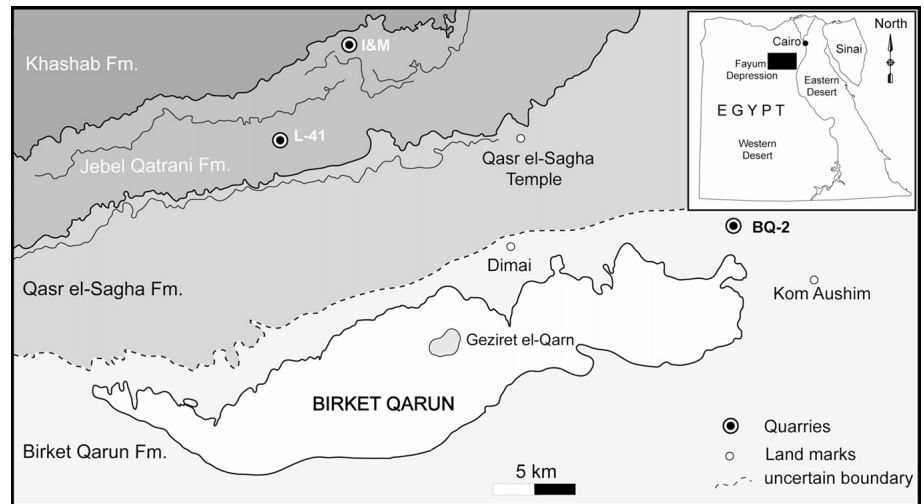 Khashab Fm.
I&M
L-41
Jebel Qatrani Fm.
Qasr el-Sagha
Temple
Qasr el-Sagha Fm.
Dimai
BQ-2
Kom Aushim
Geziret el-Qarn
BIRKET QARUN
Birket Qarun Fm.
5 km
Quarries
Land marks
uncertain boundary
North
Cairo
Sinai
Fayum
Depression
Eastern
Desert
EGYPT
Western
Desert